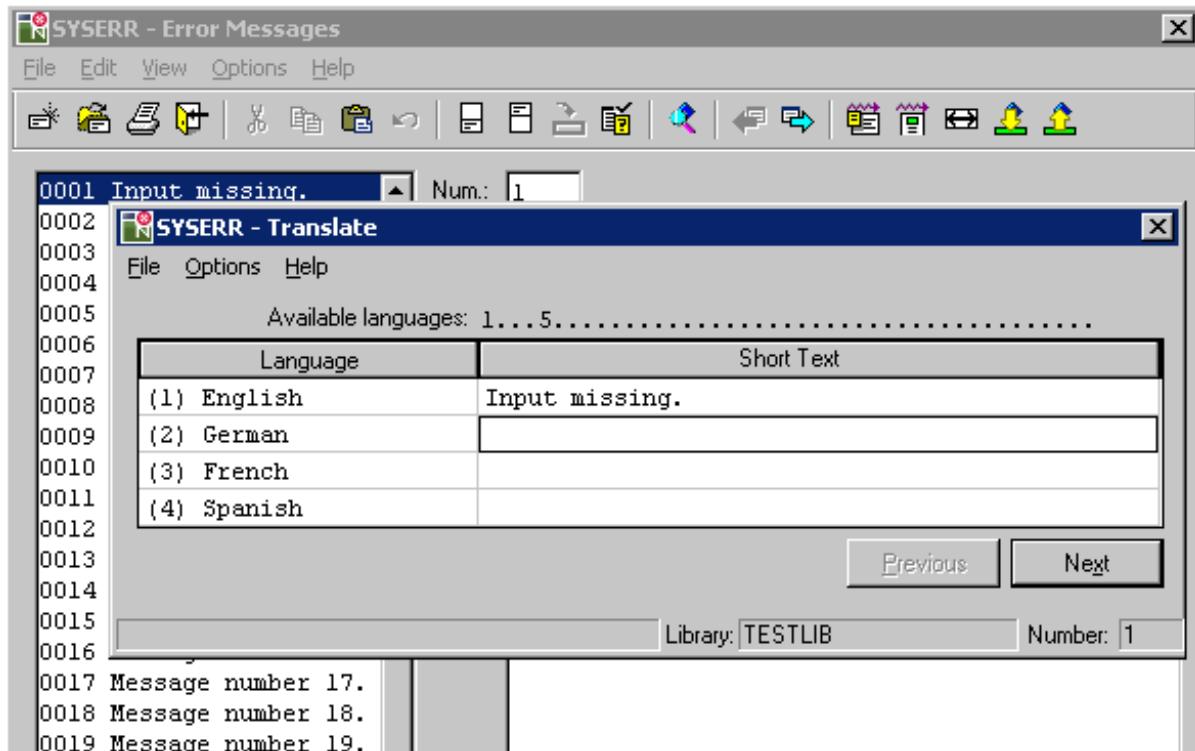 SYSERR - Error Messages
File Edit View Options Help
0001 Input missing.
Num.: 1
0002
0003
0004
0005
0006
0007
0008
0009
0010
0011
0012
0013
0014
0015
0016
0017 Message number 17.
0018 Message number 18.
0019 Message number 19.
SYSERR - Translate
File Options Help
Available languages: 1...5......................................
Language Short Text
(1) English Input missing.
(2) German
(3) French
(4) Spanish
Previous Next
Library: TESTLIB Number: 1